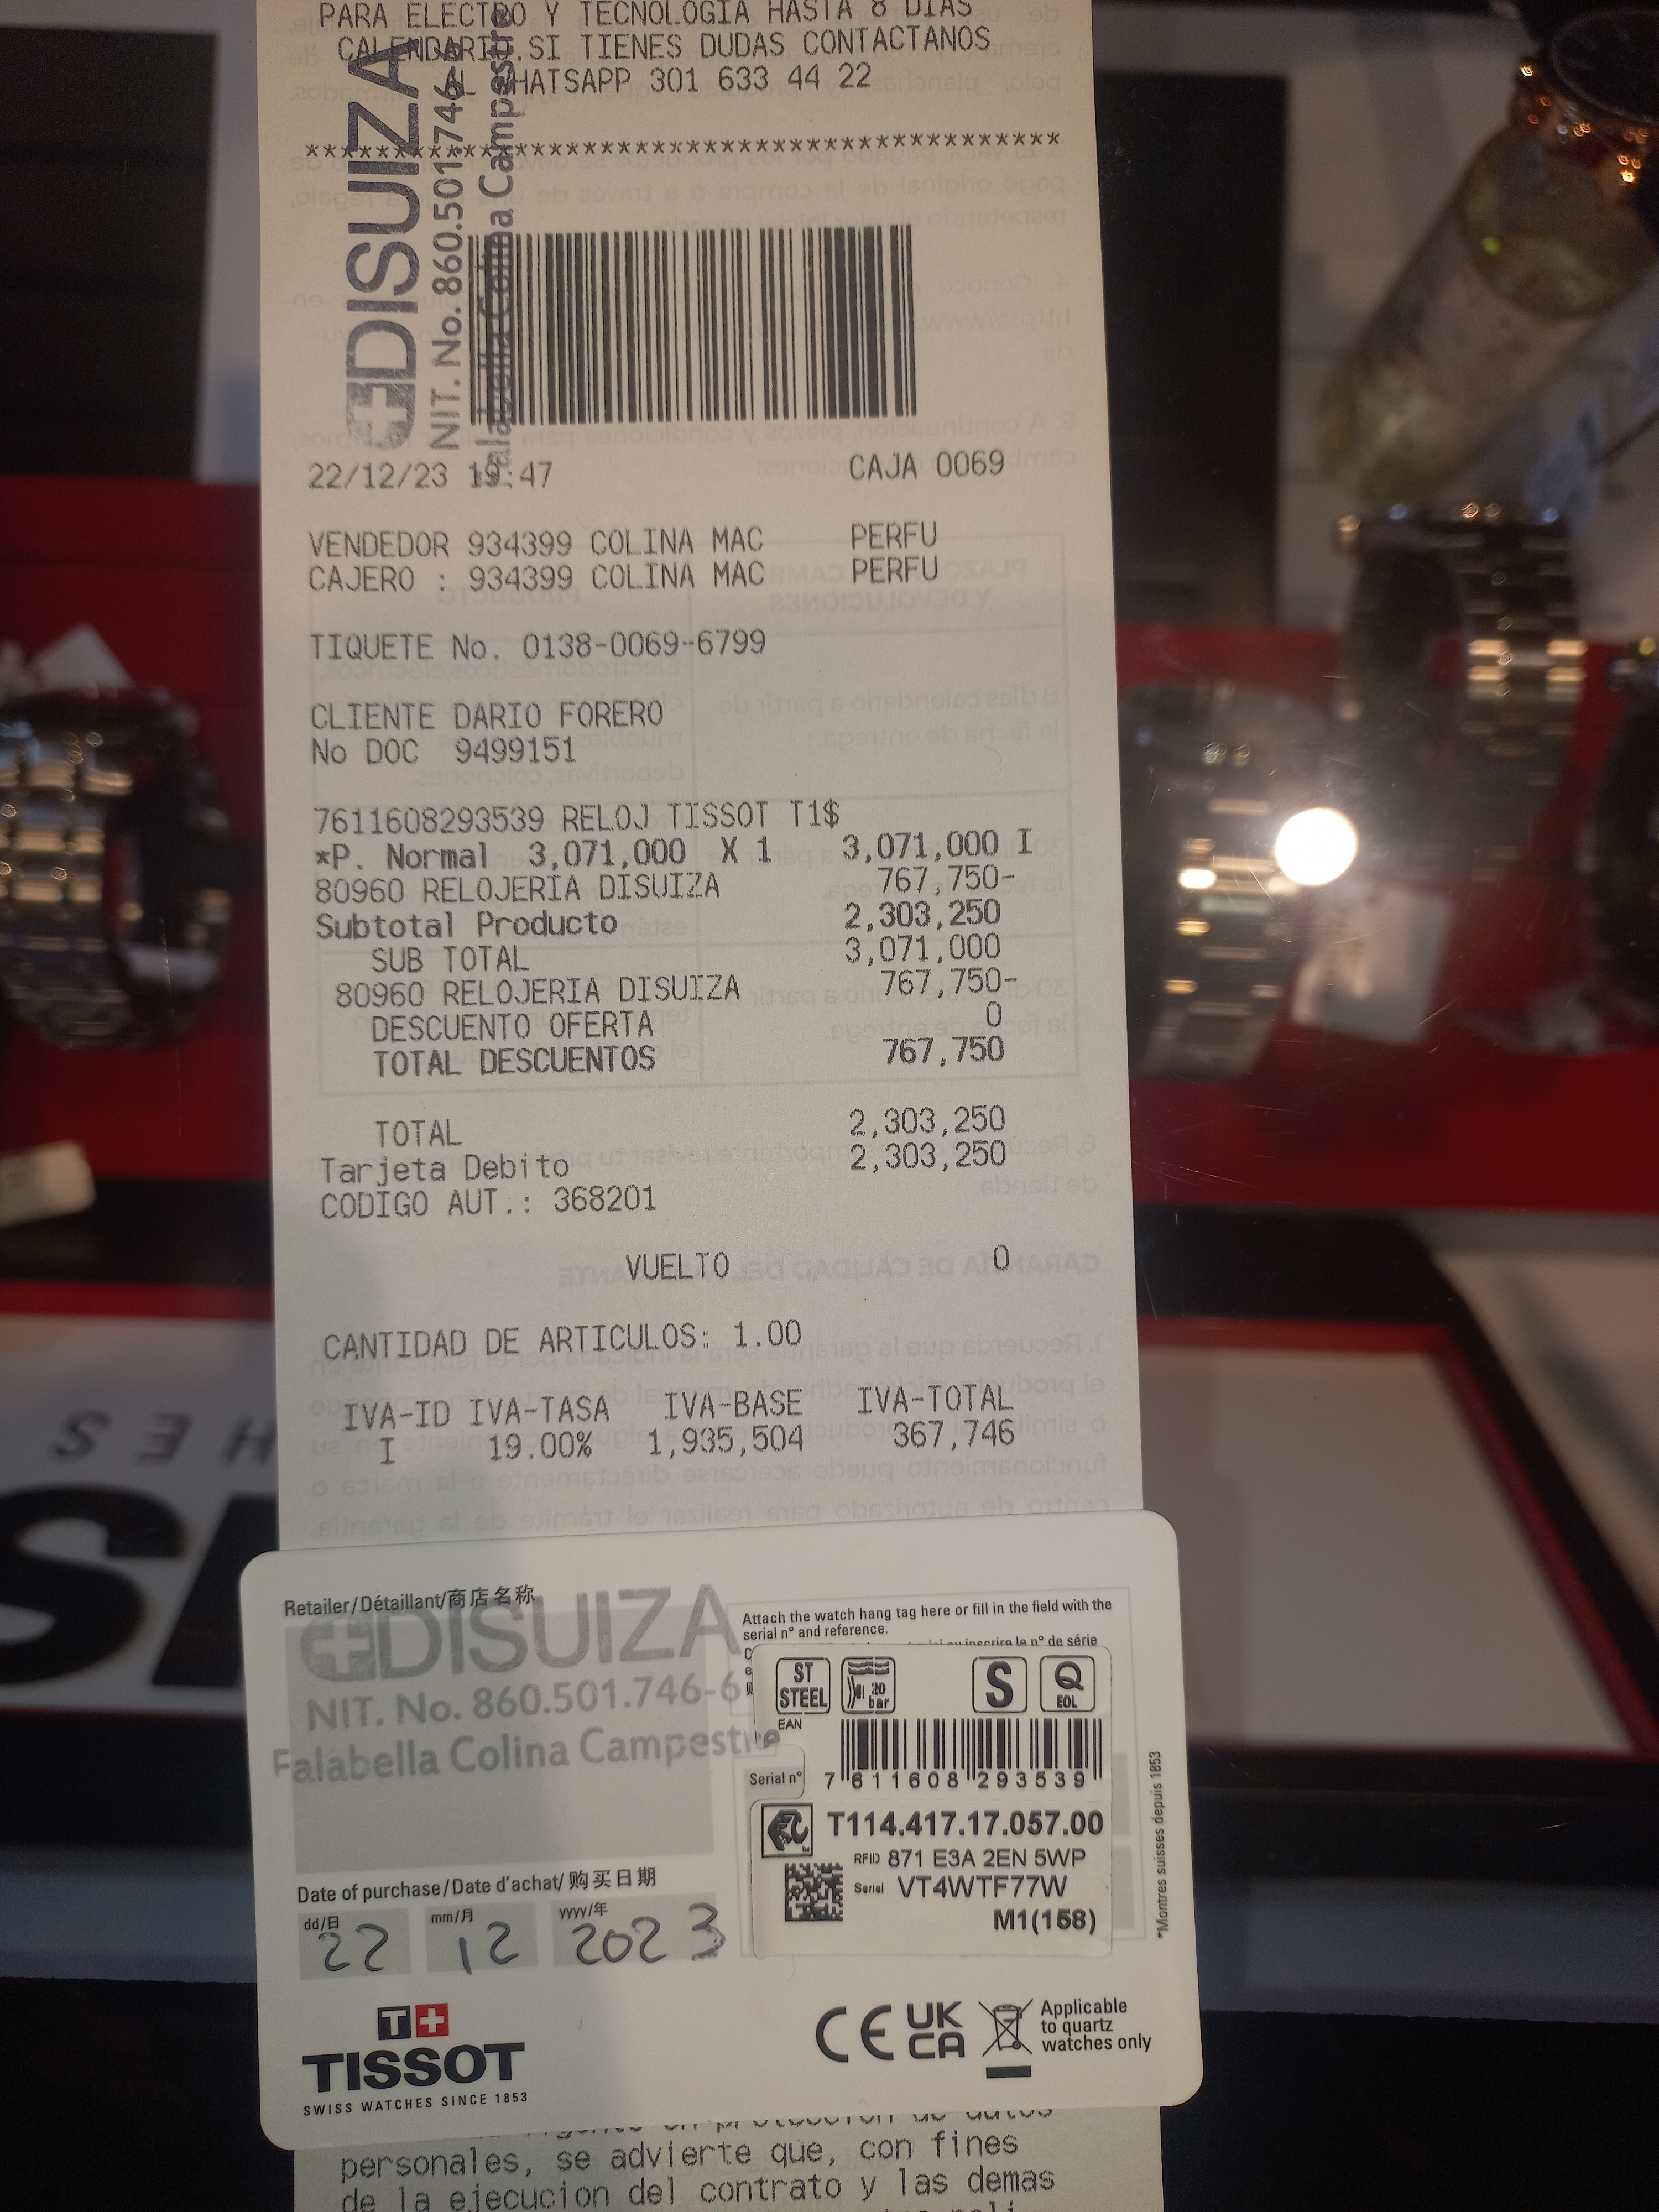 PARA ELECTRO Y TECNOLOGIA HASTA 8 DIAS
CALENDARIO.SI TIENES DUDAS CONTACTANOS
AL WHATSAPP 301 633 44 22
******************************************
DISUIZA
NIT. No. 860.501.746-6
Falabella Colina Campestre
22/12/23 19:47 CAJA 0069
VENDEDOR 934399 COLINA MAC PERFU
CAJERO : 934399 COLINA MAC PERFU
TIQUETE No. 0138-0069-6799
CLIENTE DARIO FORERO
No DOC 9499151
7611608293539 RELOJ TISSOT T1$
*P. Normal 3,071,000 X 1 3,071,000 I
80960 RELOJERIA DISUIZA 767,750-
Subtotal Producto 2,303,250
SUB TOTAL 3,071,000
80960 RELOJERIA DISUIZA 767,750-
DESCUENTO OFERTA 0
TOTAL DESCUENTOS 767,750
TOTAL 2,303,250
Tarjeta Debito 2,303,250
CODIGO AUT.: 368201
VUELTO 0
CANTIDAD DE ARTICULOS: 1.00
IVA-ID IVA-TASA IVA-BASE IVA-TOTAL
I 19.00% 1,935,504 367,746
Retailer/Détaillant/商店名称
DISUIZA
NIT. No. 860.501.746-6
Falabella Colina Campestre
Attach the watch hang tag here or fill in the field with the
serial n° and reference.
inscrire le n° de série
ST STEEL
20 bar
S
Q EOL
EAN
Serial n°
7 611608 293539
T114.417.17.057.00
RFID 871 E3A 2EN 5WP
Serial VT4WTF77W
M1(158)
*Montres suisses depuis 1853
Date of purchase/Date d'achat/购买日期
dd/日 mm/月 yyyy/年
22 12 2023
T+
TISSOT
SWISS WATCHES SINCE 1853
CE UK CA
Applicable
to quartz
watches only
personales, se advierte que, con fines
de la ejecucion del contrato y las demas